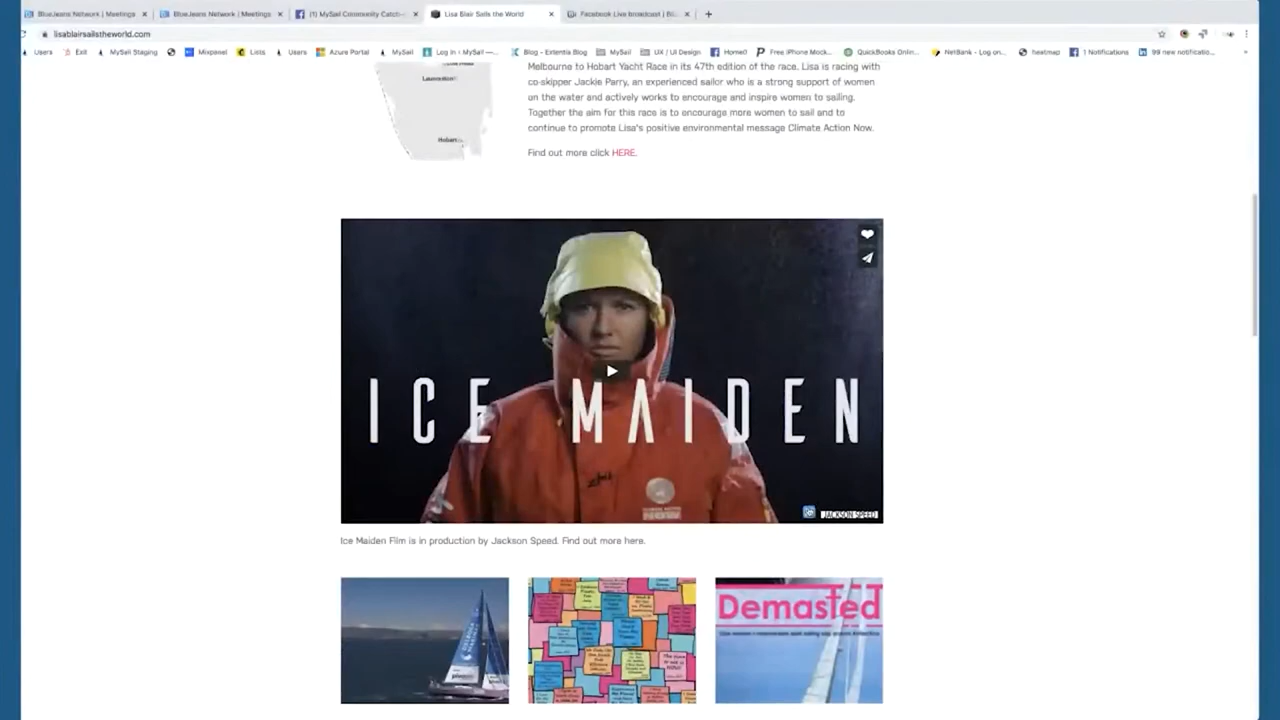 BlueJeans Network | Meetings
BlueJeans Network | Meetings
(1) MySail Community Catch-
Lisa Blair Sails the World
Facebook Live broadcast | Blu
lisablairsailstheworld.com
Users
Exit
MySail Staging
Mixpanel
Lists
Users
Azure Portal
MySail
Log in ‹ MySail —...
Blog - Extentia Blog
MySail
UX / UI Design
Home0
Free iPhone Mock...
QuickBooks Onlin...
NetBank - Log on...
heatmap
1 Notifications
99 new notificatio...
Launceston
Hobart
Melbourne to Hobart Yacht Race in its 47th edition of the race. Lisa is racing with
co-skipper Jackie Parry, an experienced sailor who is a strong support of women
on the water and actively works to encourage and inspire women to sailing.
Together the aim for this race is to encourage more women to sail and to
continue to promote Lisa's positive environmental message Climate Action Now.
Find out more click HERE.
ICE MAIDEN
NOW
JACKSON SPEED
Ice Maiden Film is in production by Jackson Speed. Find out more here.
Demasted